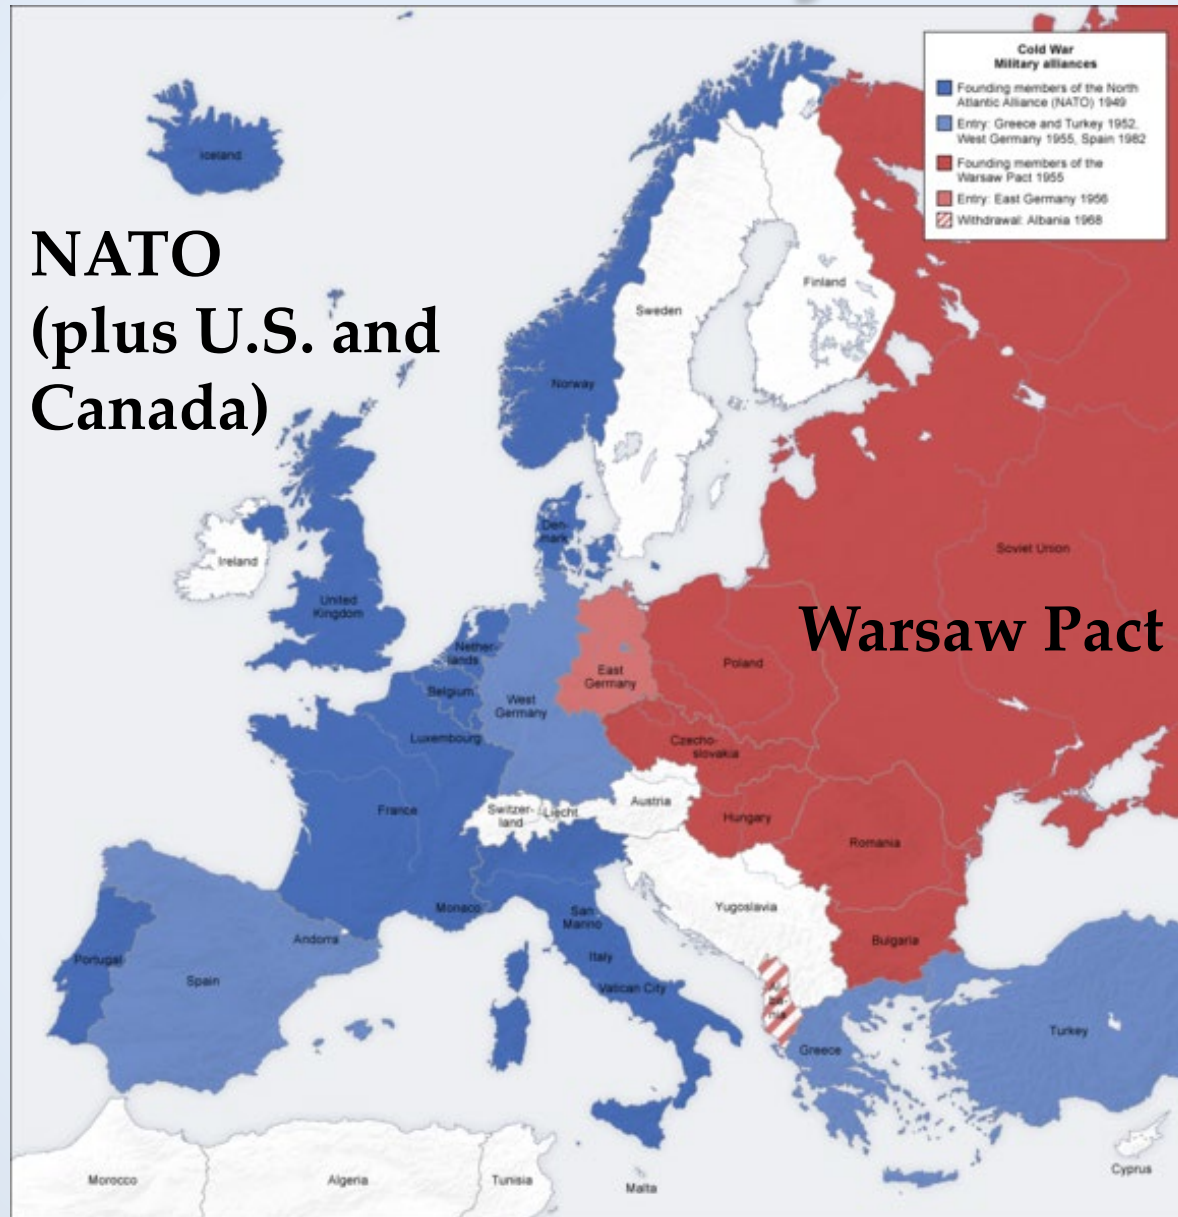 Cold War
Military alliances
Founding members of the North
Atlantic Alliance (NATO) 1949
Entry: Greece and Turkey 1952,
West Germany 1955, Spain 1982
Founding members of the
Warsaw Pact 1955
Entry: East Germany 1956
Withdrawal: Albania 1968
Iceland
NATO
(plus U.S. and
Canada)
Finland
Sweden
Norway
Den-
mark
Soviet Union
Ireland
United
Kingdom
Warsaw Pact
Nether-
lands
Poland
East
Germany
Belgium
West
Germany
Luxembourg
Czecho-
slovakia
France
Switzer-
land
Liecht
Austria
Hungary
Romania
Monaco
San
Marino
Yugoslavia
Andorra
Bulgaria
Portugal
Spain
Italy
Vatican City
Al-
ba-
nia
Greece
Turkey
Morocco
Algeria
Tunisia
Malta
Cyprus